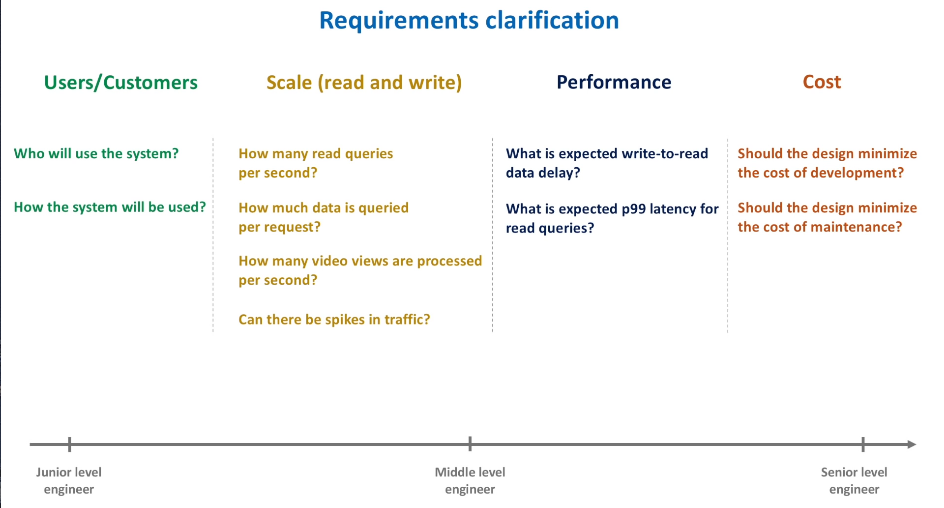 Requirements clarification
Users/Customers
Who will use the system?
How the system will be used?
Scale (read and write)
How many read queries
per second?
How much data is queried
per request?
How many video views are processed
per second?
Can there be spikes in traffic?
Performance
What is expected write-to-read
data delay?
What is expected p99 latency for
read queries?
Cost
Should the design minimize
the cost of development?
Should the design minimize
the cost of maintenance?
Junior level
engineer
Middle level
engineer
Senior level
engineer